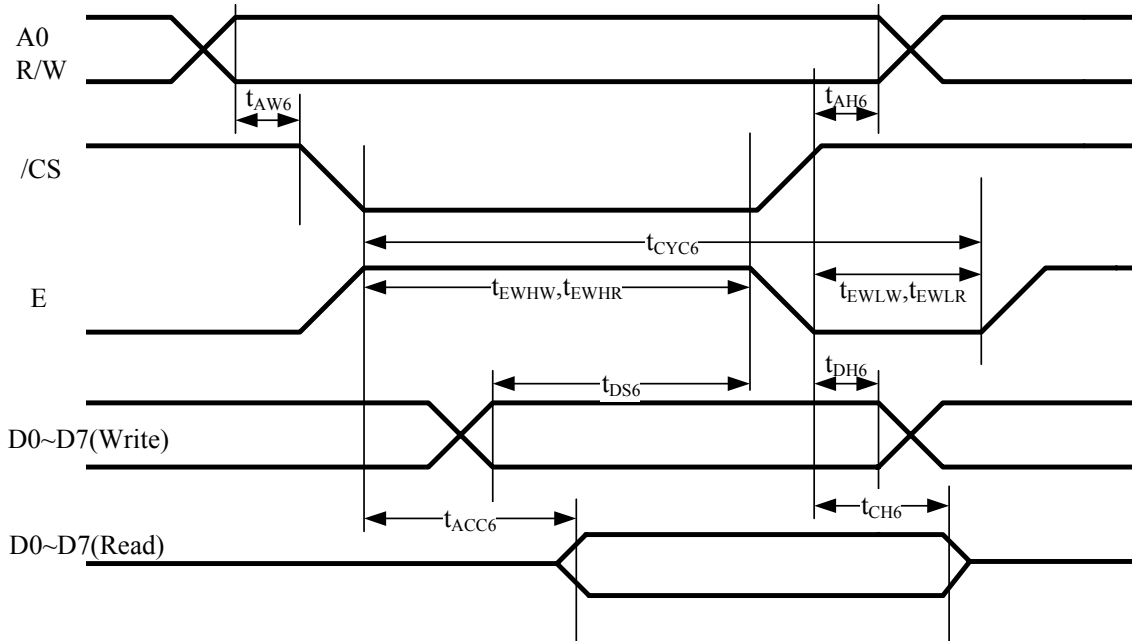 A0
R/W
tAW6
tAH6
/CS
tCYC6
E
tEWHW,tEWHR
tEWLW,tEWLR
tDS6
tDH6
D0~D7(Write)
tACC6
tCH6
D0~D7(Read)